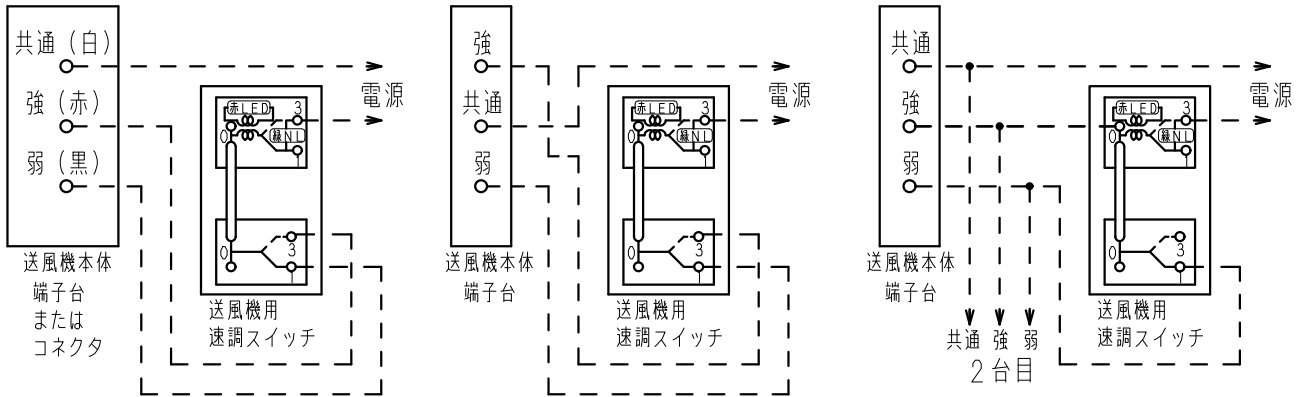 共通（白）
強（赤）
弱（黒）
電源
赤LED
3
0
緑NL
1
0
3
1
送風機本体
端子台
または
コネクタ
送風機用
速調スイッチ
強
共通
弱
電源
赤LED
3
0
緑NL
1
0
3
1
送風機本体
端子台
送風機用
速調スイッチ
共通
強
弱
電源
赤LED
3
0
緑NL
1
0
3
1
送風機本体
端子台
共通 強 弱
2台目
送風機用
速調スイッチ